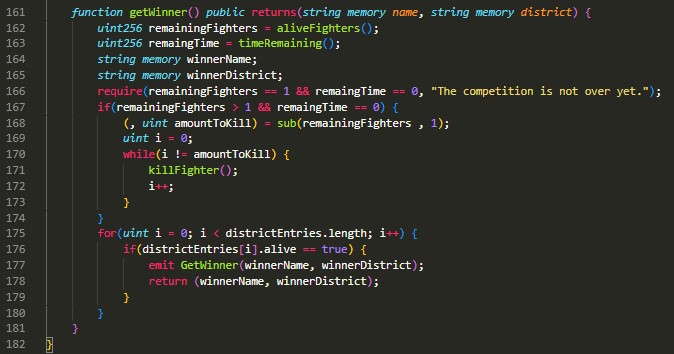 161 function getWinner() public returns(string memory name, string memory district) {
162 uint256 remainingFighters = aliveFighters();
163 uint256 remaingTime = timeRemaining();
164 string memory winnerName;
165 string memory winnerDistrict;
166 require(remainingFighters == 1 && remaingTime == 0, "The competition is not over yet.");
167 if(remainingFighters > 1 && remaingTime == 0) {
168 (, uint amountToKill) = sub(remainingFighters , 1);
169 uint i = 0;
170 while(i != amountToKill) {
171 killFighter();
172 i++;
173 }
174 }
175 for(uint i = 0; i < districtEntries.length; i++) {
176 if(districtEntries[i].alive == true) {
177 emit GetWinner(winnerName, winnerDistrict);
178 return (winnerName, winnerDistrict);
179 }
180 }
181 }
182 }